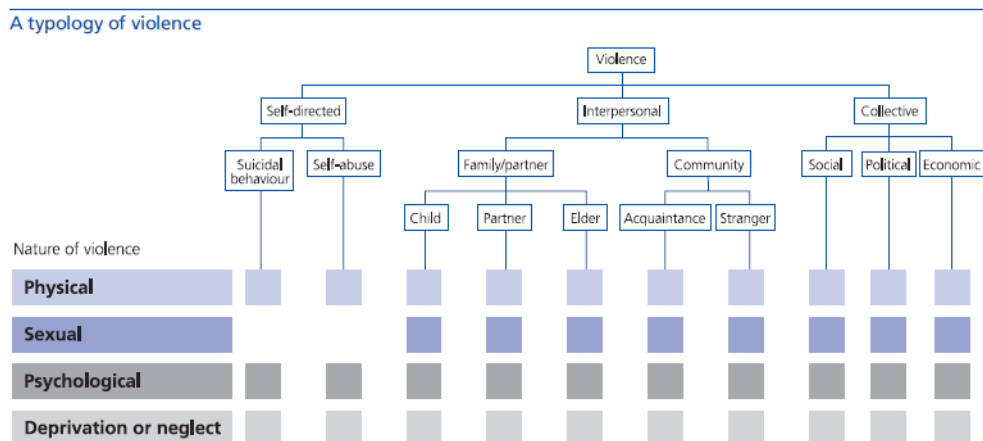 A typology of violence
Violence
Self-directed
Interpersonal
Collective
Suicidal
behaviour
Self-abuse
Family/partner
Community
Social
Political
Economic
Child
Partner
Elder
Acquaintance
Stranger
Nature of violence
Physical
Sexual
Psychological
Deprivation or neglect